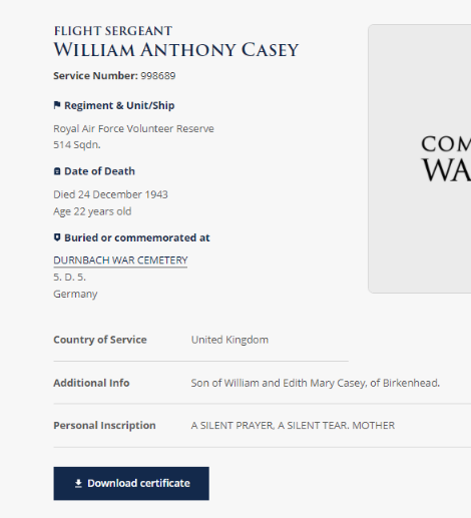 FLIGHT SERGEANT
WILLIAM ANTHONY CASEY
Service Number: 998689
Regiment & Unit/Ship
Royal Air Force Volunteer Reserve
514 Sqdn.
Date of Death
Died 24 December 1943
Age 22 years old
Buried or commemorated at
DURNBACH WAR CEMETERY
5. D. 5.
Germany
COM
WA
Country of Service United Kingdom
Additional Info Son of William and Edith Mary Casey, of Birkenhead.
Personal Inscription A SILENT PRAYER, A SILENT TEAR. MOTHER
Download certificate